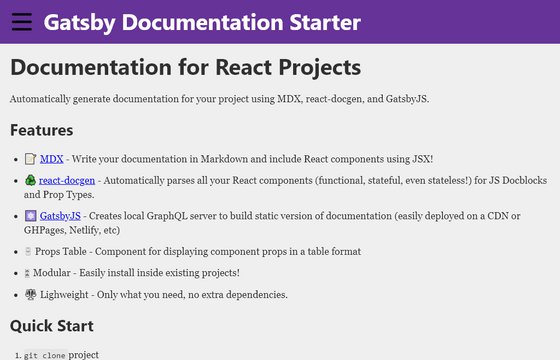 Gatsby Documentation Starter
Documentation for React Projects
Automatically generate documentation for your project using MDX, react-docgen, and GatsbyJS.
Features
MDX - Write your documentation in Markdown and include React components using JSX!
react-docgen - Automatically parses all your React components (functional, stateful, even stateless!) for JS Docblocks
and Prop Types.
GatsbyJS - Creates local GraphQL server to build static version of documentation (easily deployed on a CDN or
GHPages, Netlify, etc)
Props Table - Component for displaying component props in a table format
Modular - Easily install inside existing projects!
Lighweight - Only what you need, no extra dependencies.
Quick Start
1. git clone project